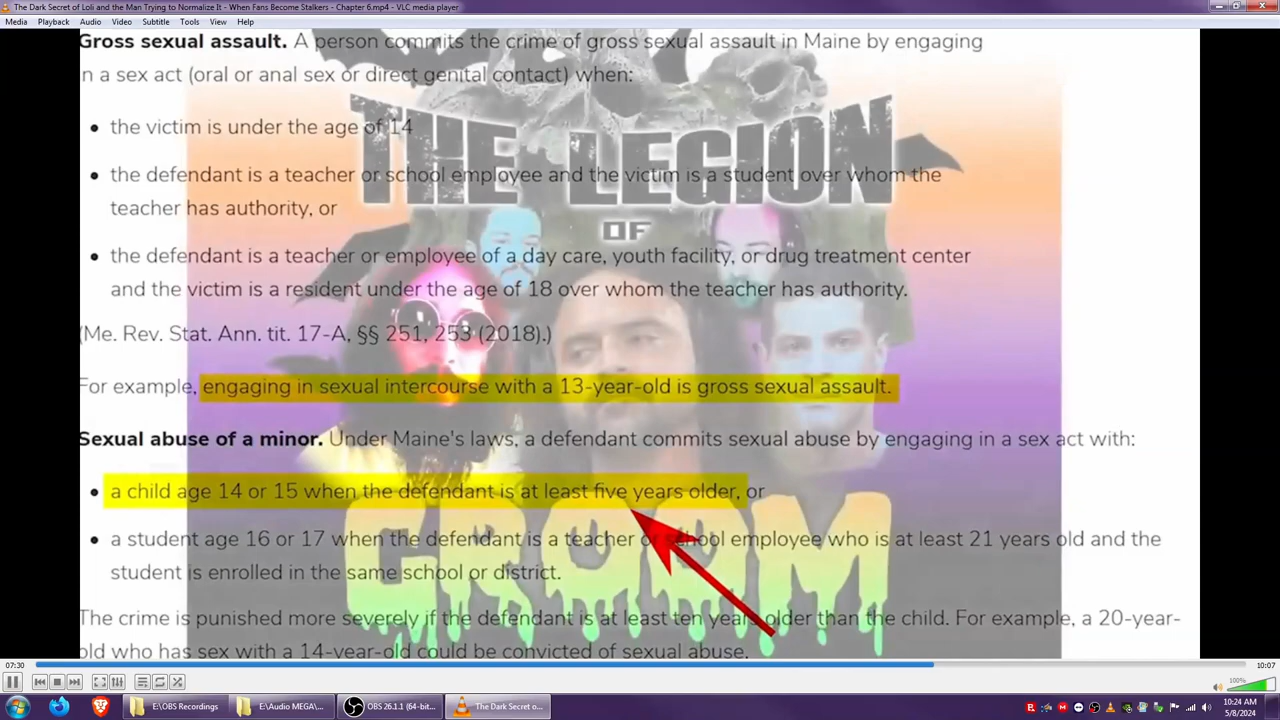 The Dark Secret of Loli and the Man Trying to Normalize It - When Fans Become Stalkers - Chapter 6.mp4 - VLC media player
Media Playback Audio Video Subtitle Tools View Help
Gross sexual assault. A person commits the crime of gross sexual assault in Maine by engaging
n a sex act (oral or anal sex or direct genital contact) when:
• the victim is under the age of 14
• the defendant is a teacher or school employee and the victim is a student over whom the
teacher has authority, or
• the defendant is a teacher or employee of a day care, youth facility, or drug treatment center
and the victim is a resident under the age of 18 over whom the teacher has authority.
(Me. Rev. Stat. Ann. tit. 17-A, §§ 251, 253 (2018).)
For example, engaging in sexual intercourse with a 13-year-old is gross sexual assault.
Sexual abuse of a minor. Under Maine's laws, a defendant commits sexual abuse by engaging in a sex act with:
• a child age 14 or 15 when the defendant is at least five years older, or
• a student age 16 or 17 when the defendant is a teacher or school employee who is at least 21 years old and the
student is enrolled in the same school or district.
The crime is punished more severely if the defendant is at least ten years older than the child. For example, a 20-year-
old who has sex with a 14-year-old could be convicted of sexual abuse.
THE LEGION
OF
GROOM
07:30
10:07
100%
E:\OBS Recordings
E:\Audio MEGA\...
OBS 26.1.1 (64-bit...
The Dark Secret o...
10:24 AM
5/8/2024